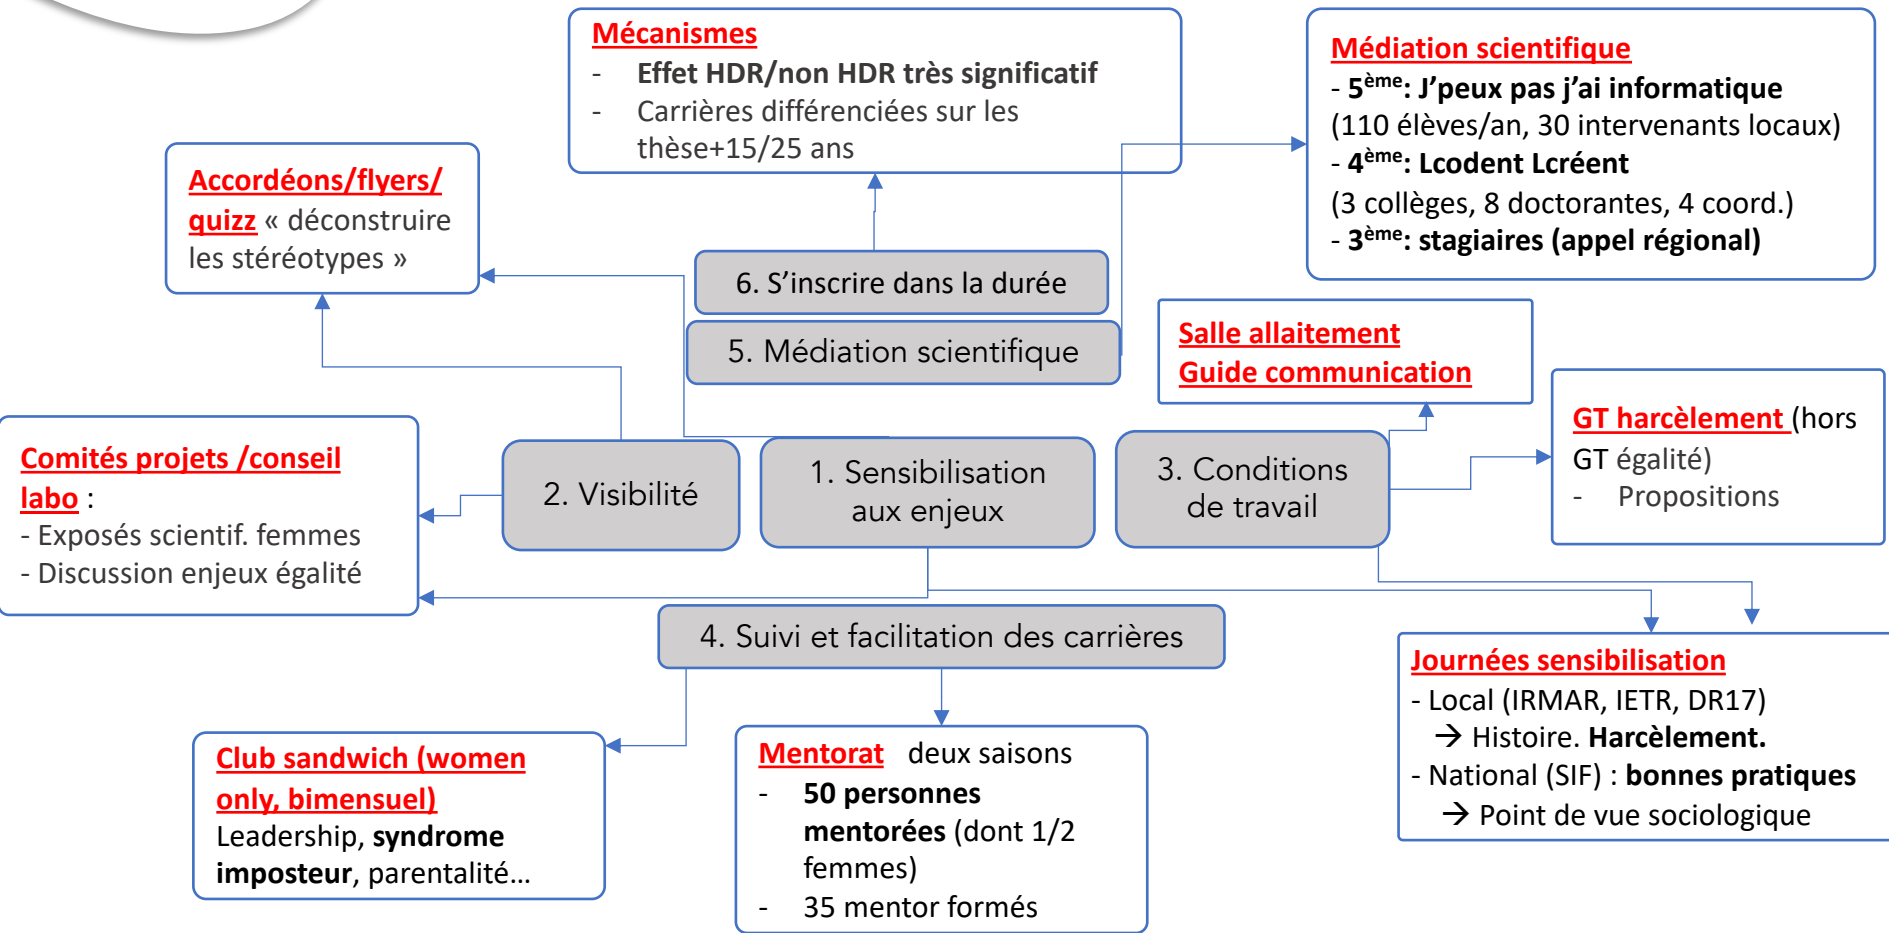 Mécanismes
- Effet HDR/non HDR très significatif
- Carrières différenciées sur les
thèse+15/25 ans
Médiation scientifique
- 5ème: J’peux pas j’ai informatique
(110 élèves/an, 30 intervenants locaux)
- 4ème: Lcodent Lcréent
(3 collèges, 8 doctorantes, 4 coord.)
- 3ème: stagiaires (appel régional)
Accordéons/flyers/
quizz « déconstruire
les stéréotypes »
6. S’inscrire dans la durée
5. Médiation scientifique
Salle allaitement
Guide communication
GT harcèlement (hors
GT égalité)
- Propositions
Comités projets /conseil
labo :
- Exposés scientif. femmes
- Discussion enjeux égalité
2. Visibilité
1. Sensibilisation
aux enjeux
3. Conditions
de travail
4. Suivi et facilitation des carrières
Journées sensibilisation
- Local (IRMAR, IETR, DR17)
→ Histoire. Harcèlement.
- National (SIF) : bonnes pratiques
→ Point de vue sociologique
Club sandwich (women
only, bimensuel)
Leadership, syndrome
imposteur, parentalité…
Mentorat deux saisons
- 50 personnes
mentorées (dont 1/2
femmes)
- 35 mentor formés